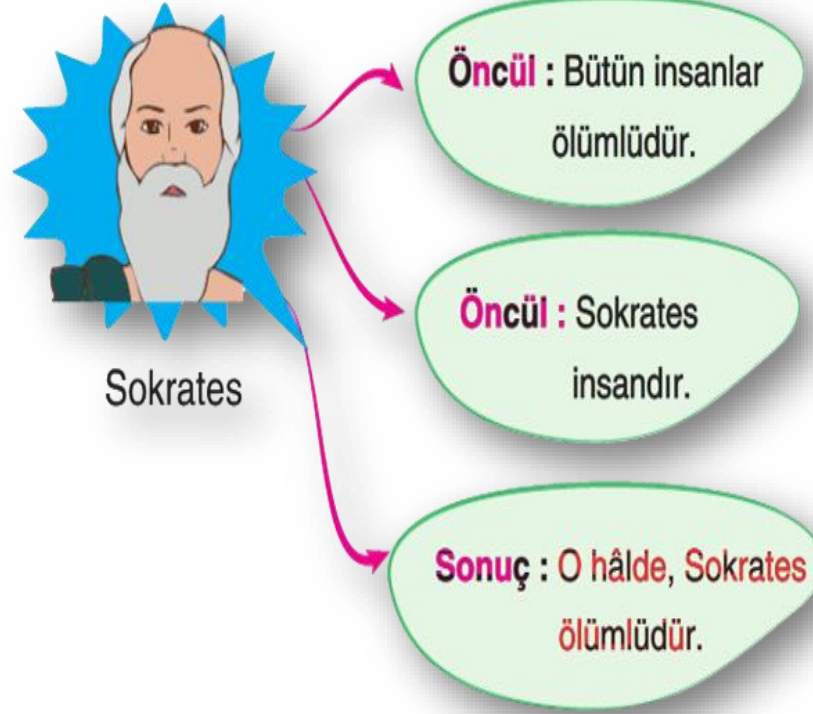 Öncül : Bütün insanlar
ölümlüdür.
Öncül : Sokrates
insandır.
Sokrates
Sonuç : O hâlde, Sokrates
ölümlüdür.